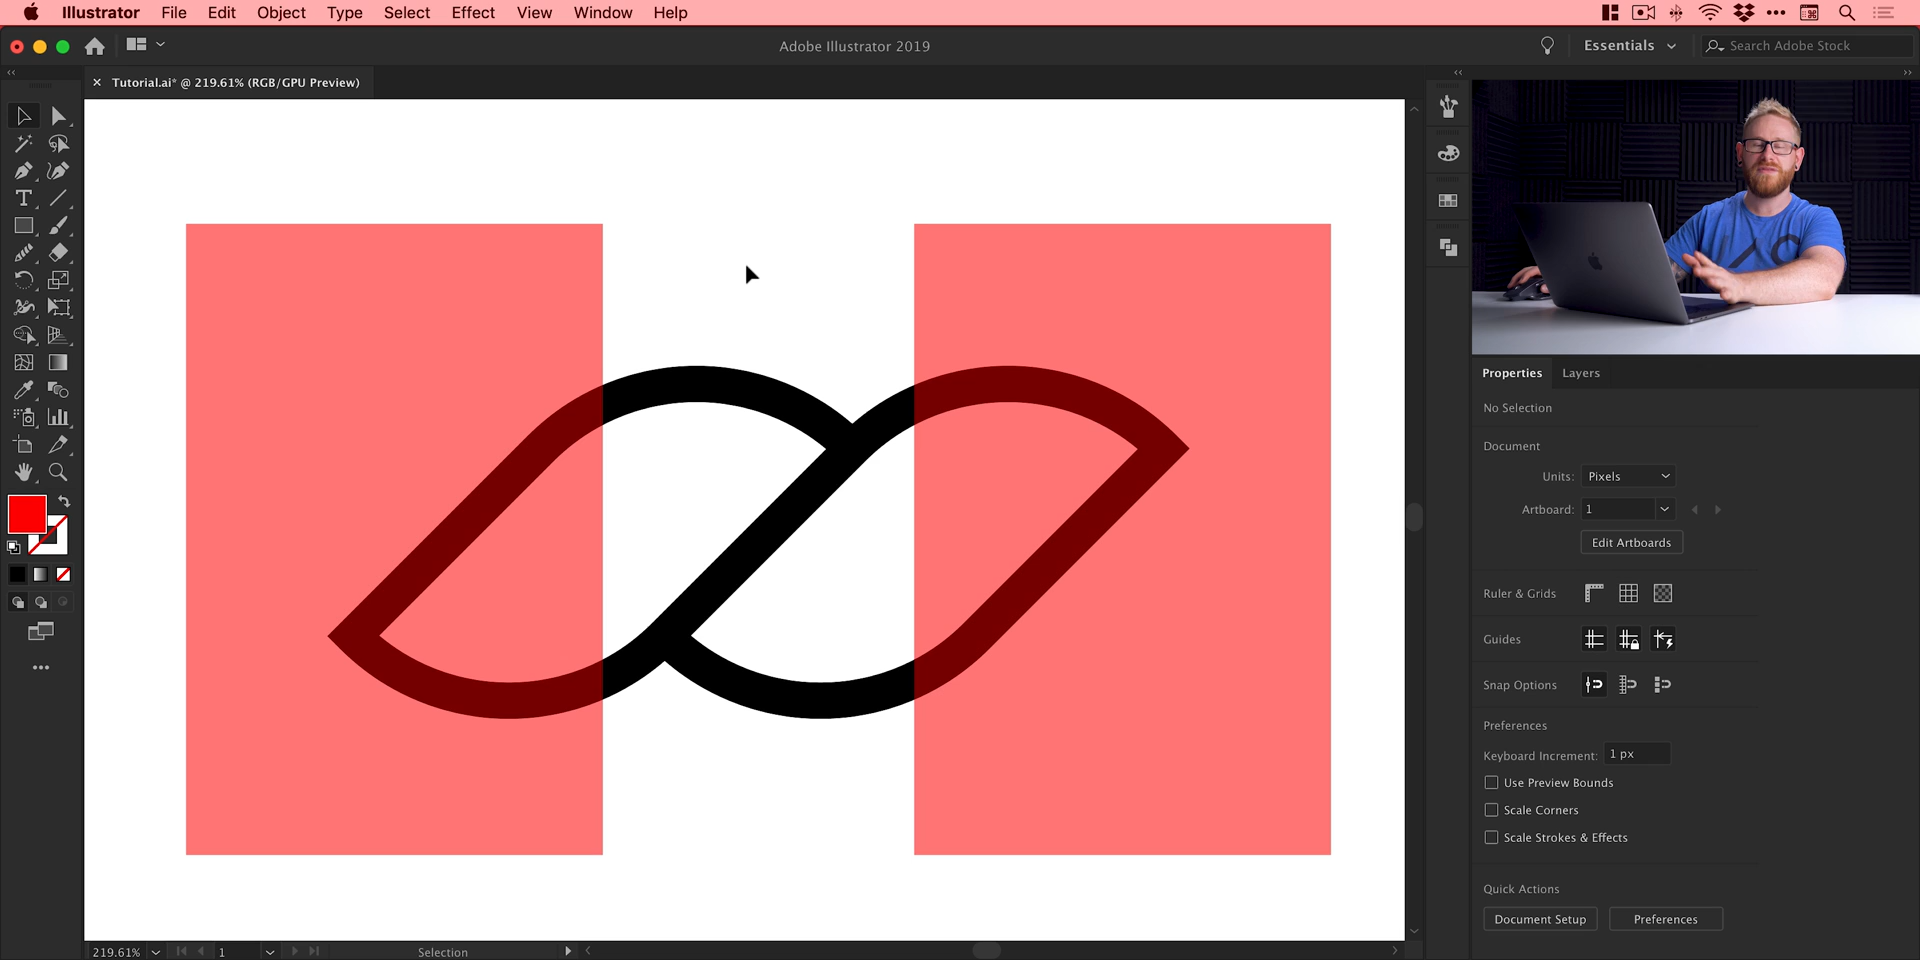 Illustrator File Edit Object Type Select Effect View Window Help
Adobe Illustrator 2019
Essentials
Search Adobe Stock
Tutorial.ai* @ 219.61% (RGB/GPU Preview)
Properties Layers
No Selection
Document
Units: Pixels
Artboard: 1
Edit Artboards
Ruler & Grids
Guides
Snap Options
Preferences
Keyboard Increment: 1 px
Use Preview Bounds
Scale Corners
Scale Strokes & Effects
Quick Actions
Document Setup Preferences
219.61% 1 Selection